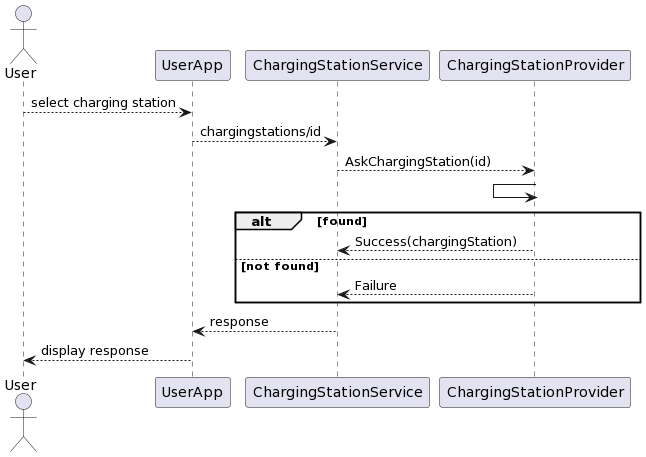 User
UserApp
ChargingStationService
ChargingStationProvider
select charging station
chargingstations/id
AskChargingStation(id)
alt
[found]
Success(chargingStation)
[not found]
Failure
response
display response
User
UserApp
ChargingStationService
ChargingStationProvider